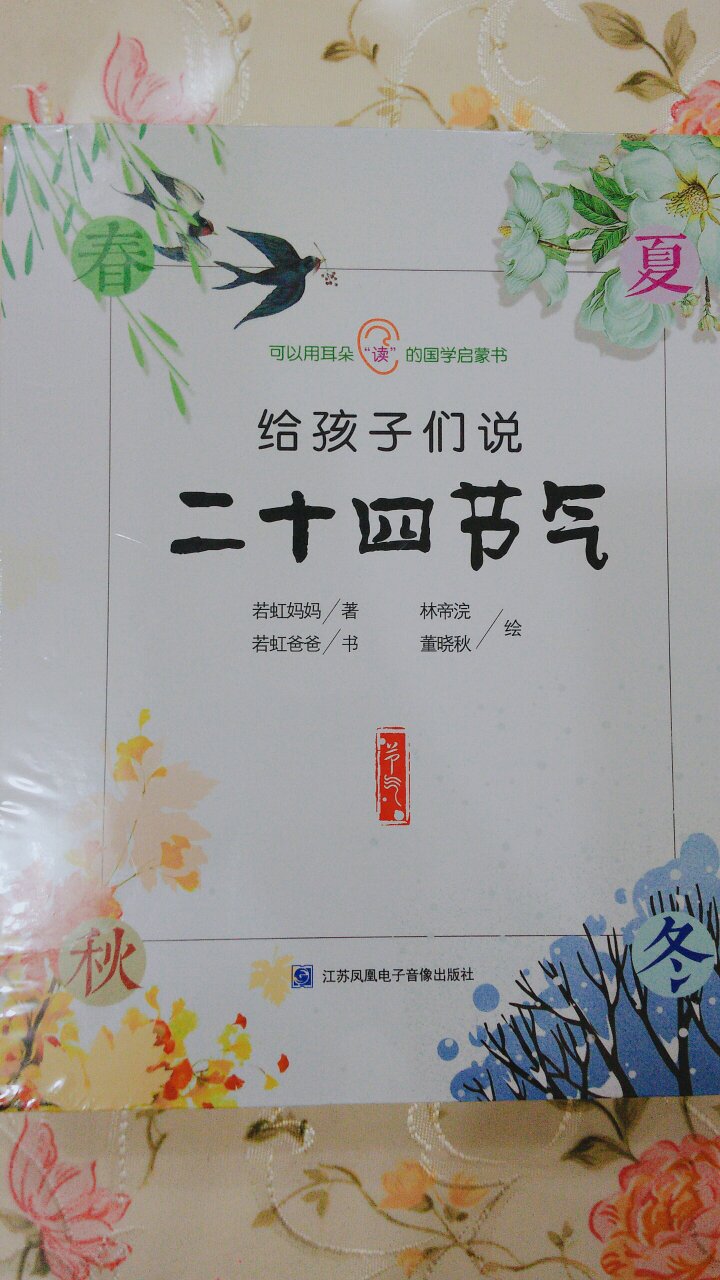 春
夏
可以用耳朵“读”的国学启蒙书
给孩子们说
二十四节气
若虹妈妈/著
若虹爸爸/书
林帝浣
董晓秋/绘
节气
秋
冬
江苏凤凰电子音像出版社